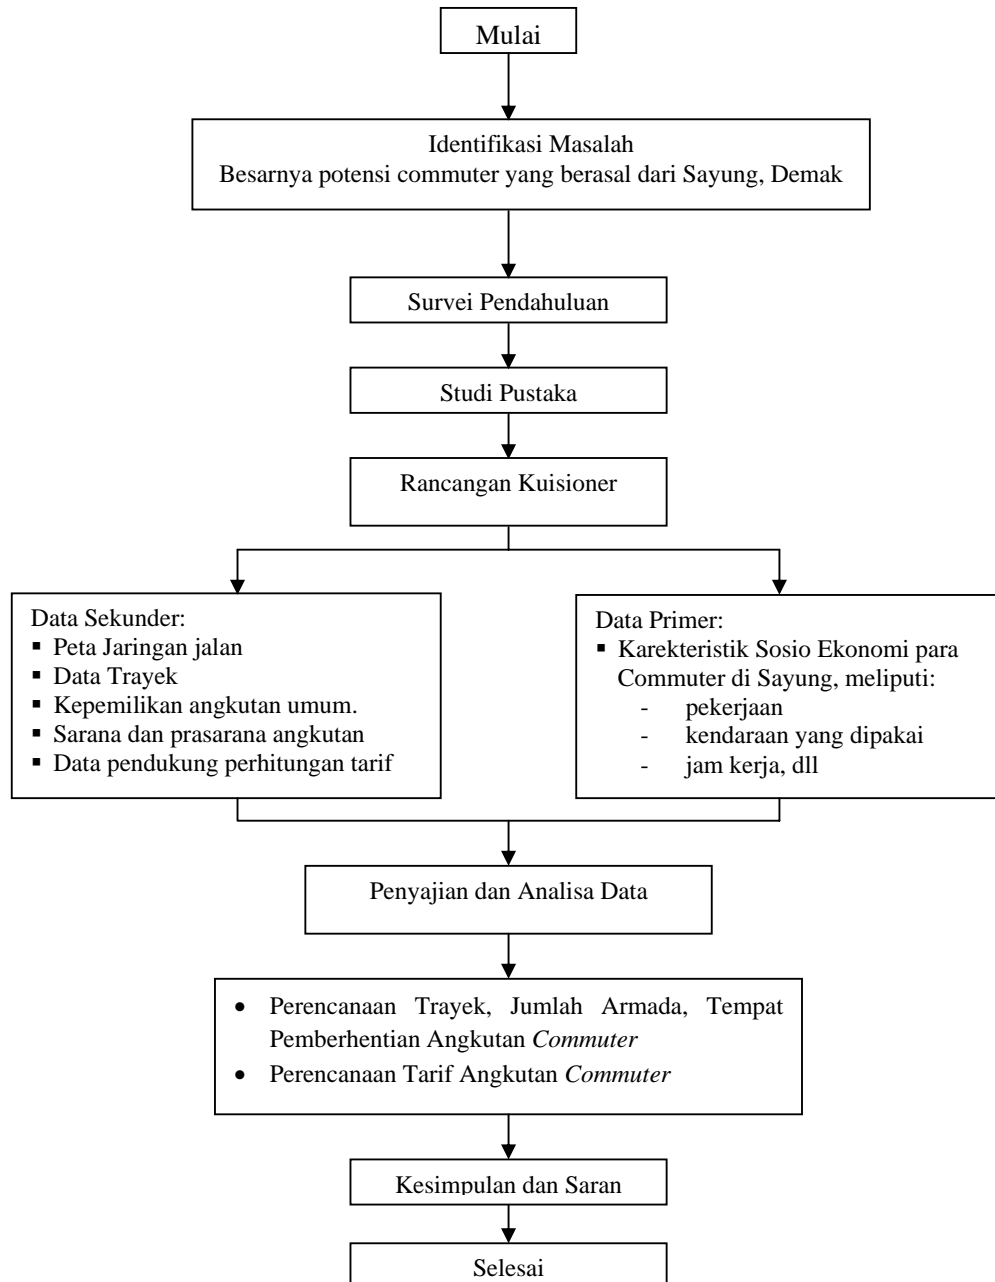 Mulai
Identifikasi Masalah
Besarnya potensi commuter yang berasal dari Sayung, Demak
Survei Pendahuluan
Studi Pustaka
Rancangan Kuisioner
Data Sekunder:
▪ Peta Jaringan jalan
▪ Data Trayek
▪ Kepemilikan angkutan umum.
▪ Sarana dan prasarana angkutan
▪ Data pendukung perhitungan tarif
Data Primer:
▪ Karekteristik Sosio Ekonomi para
Commuter di Sayung, meliputi:
- pekerjaan
- kendaraan yang dipakai
- jam kerja, dll
Penyajian dan Analisa Data
• Perencanaan Trayek, Jumlah Armada, Tempat
Pemberhentian Angkutan Commuter
• Perencanaan Tarif Angkutan Commuter
Kesimpulan dan Saran
Selesai